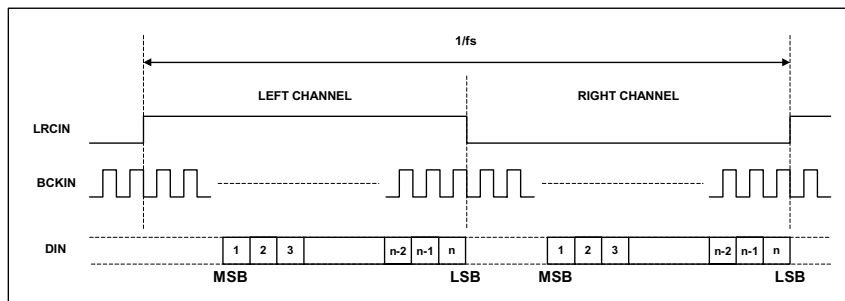 1/fs
LEFT CHANNEL RIGHT CHANNEL
LRCIN
BCKIN
DIN 1 2 3 n-2 n-1 n 1 2 3 n-2 n-1 n
MSB LSB MSB LSB